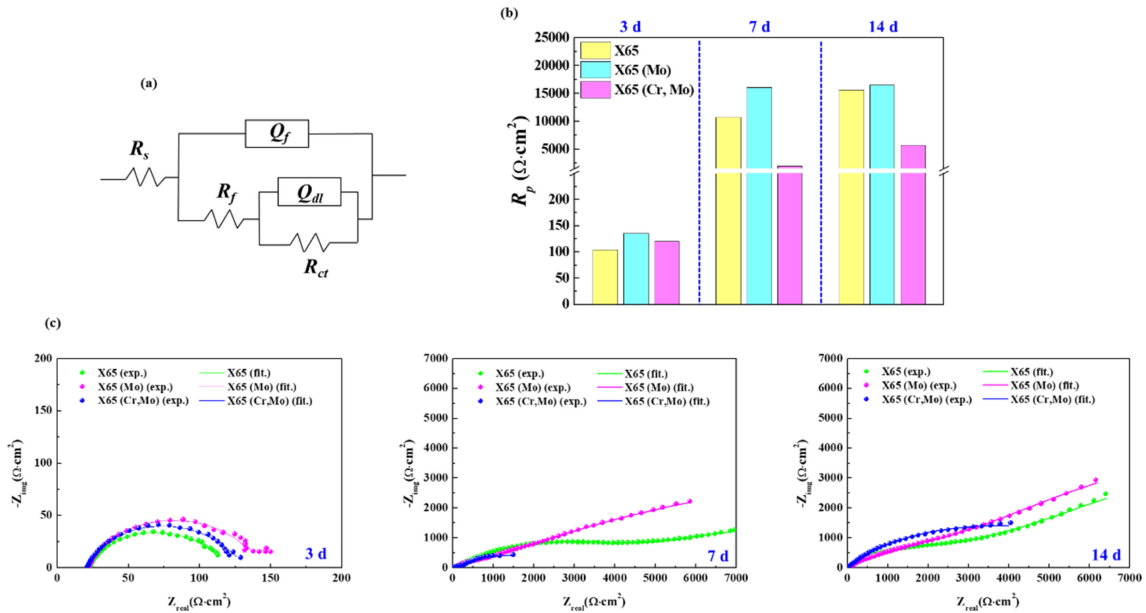 (a)
R_s
Q_f
R_f
Q_dl
R_ct
(b)
3 d 7 d 14 d
X65
X65 (Mo)
X65 (Cr, Mo)
R_p (Ω·cm²)
25000
20000
15000
10000
5000
200
150
100
50
0
(c)
200
150
100
50
0
-Z_img(Ω·cm²)
X65 (exp.) X65 (fit.)
X65 (Mo) (exp.) X65 (Mo) (fit.)
X65 (Cr,Mo) (exp.) X65 (Cr,Mo) (fit.)
3 d
0 50 100 150 200
Z_real(Ω·cm²)
7000
6000
5000
4000
3000
2000
1000
0
-Z_img(Ω·cm²)
X65 (exp.) X65 (fit.)
X65 (Mo) (exp.) X65 (Mo) (fit.)
X65 (Cr,Mo) (exp.) X65 (Cr,Mo) (fit.)
7 d
0 1000 2000 3000 4000 5000 6000 7000
Z_real(Ω·cm²)
7000
6000
5000
4000
3000
2000
1000
0
-Z_img(Ω·cm²)
X65 (exp.) X65 (fit.)
X65 (Mo) (exp.) X65 (Mo) (fit.)
X65 (Cr,Mo) (exp.) X65 (Cr,Mo) (fit.)
14 d
0 1000 2000 3000 4000 5000 6000 7000
Z_real(Ω·cm²)